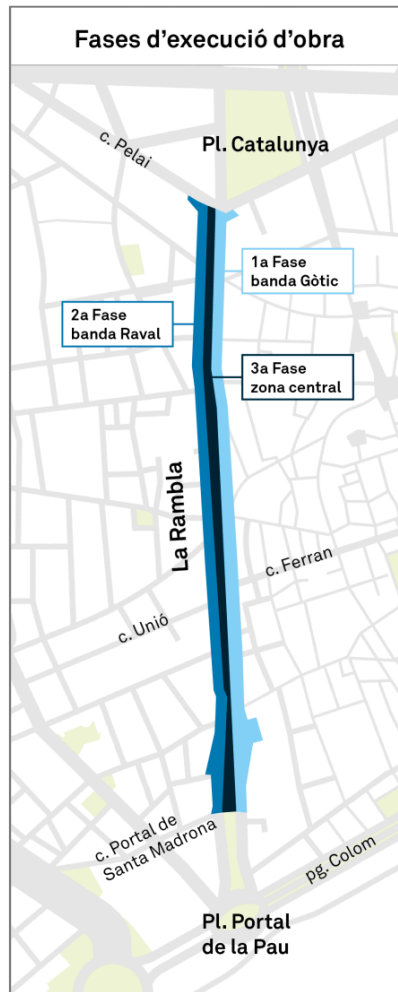 Fases d’execució d’obra
c. Pelai
Pl. Catalunya
1a Fase
banda Gòtic
2a Fase
banda Raval
3a Fase
zona central
La Rambla
c. Ferran
c. Unió
c. Portal de
Santa Madrona
pg. Colom
Pl. Portal
de la Pau